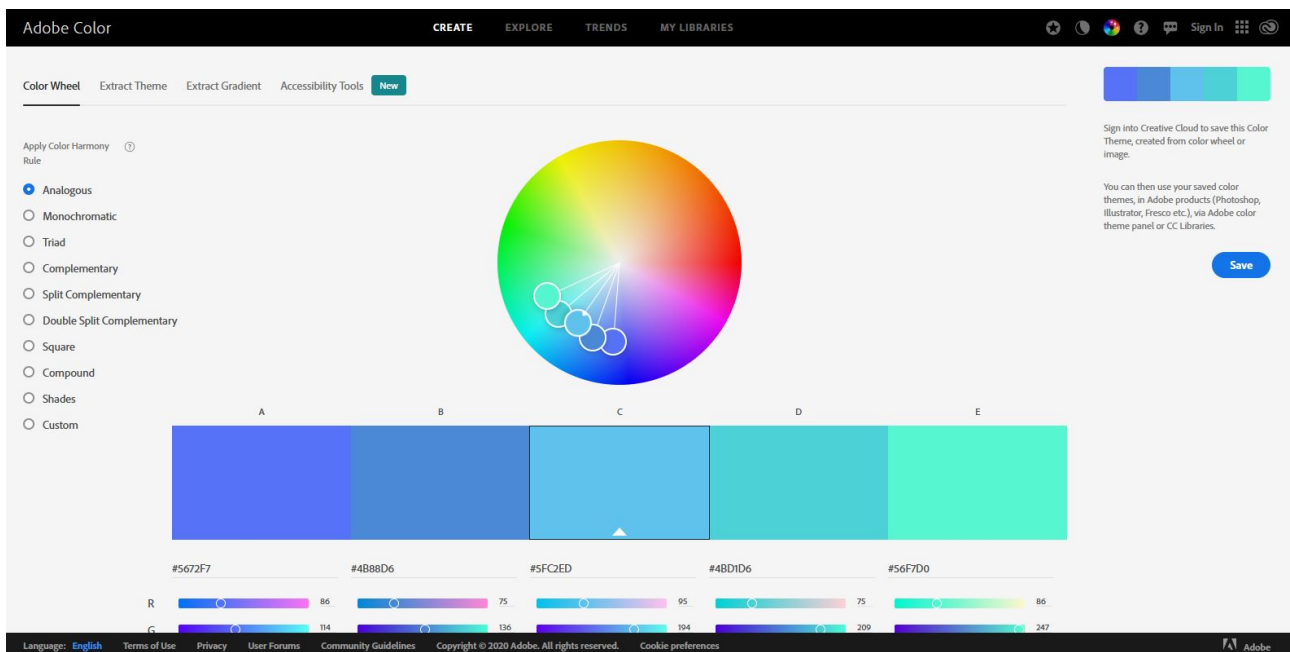 Adobe Color
CREATE EXPLORE TRENDS MY LIBRARIES
Sign In
Color Wheel Extract Theme Extract Gradient Accessibility Tools New
Apply Color Harmony
Rule
?
Analogous
Monochromatic
Triad
Complementary
Split Complementary
Double Split Complementary
Square
Compound
Shades
Custom
Sign into Creative Cloud to save this Color
Theme, created from color wheel or
image.
You can then use your saved color
themes, in Adobe products (Photoshop,
Illustrator, Fresco etc.), via Adobe color
theme panel or CC Libraries.
Save
A B C D E
#5672F7 #4B88D6 #5FC2ED #4BD1D6 #56F7D0
R 86 75 95 75 86
G 114 136 194 209 247
Language: English Terms of Use Privacy User Forums Community Guidelines Copyright © 2020 Adobe. All rights reserved. Cookie preferences Adobe